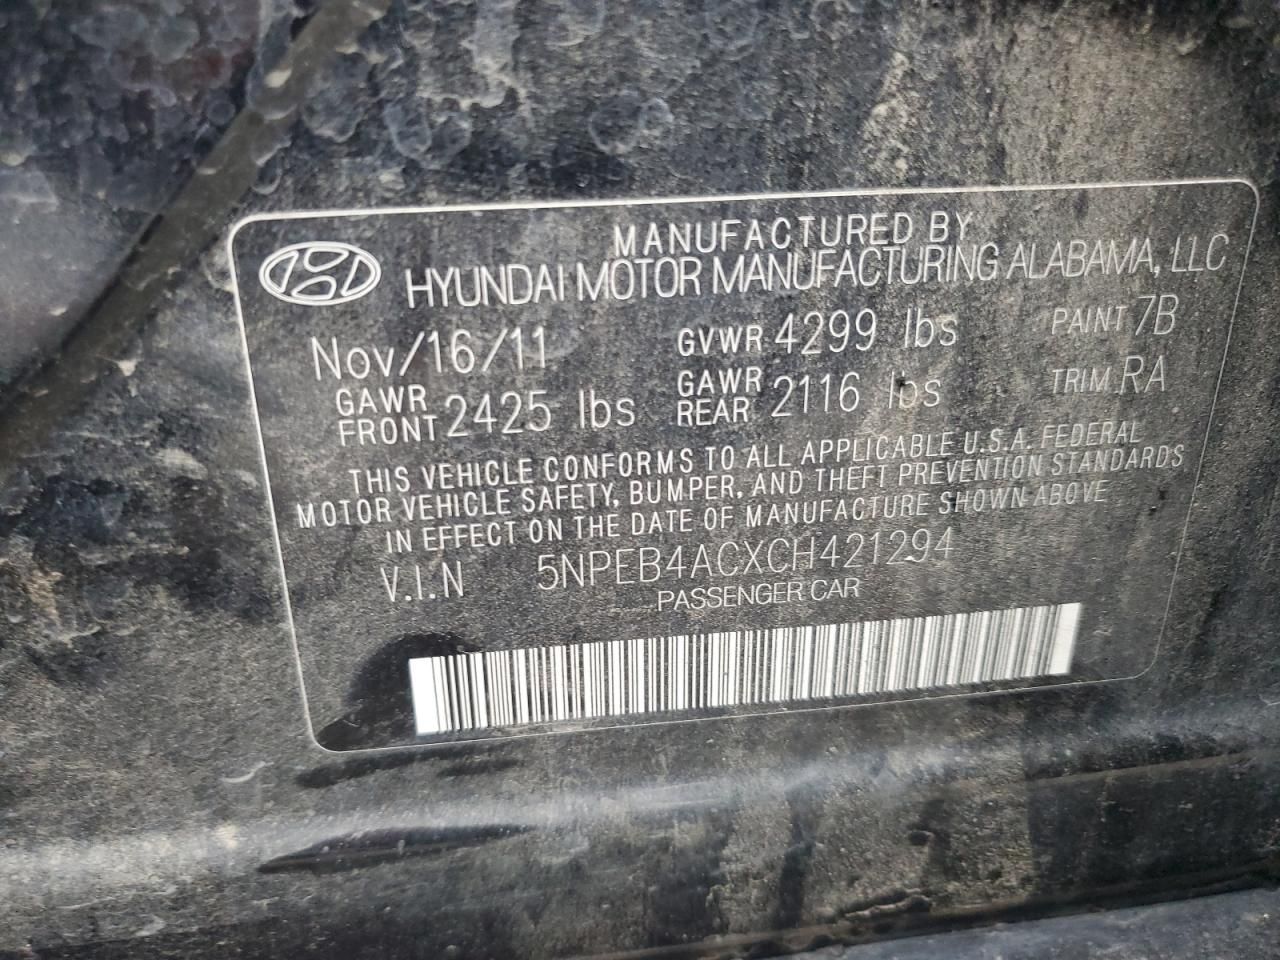 MANUFACTURED BY
HYUNDAI MOTOR MANUFACTURING ALABAMA, LLC
Nov/16/11 GVWR 4299 lbs PAINT 7B
GAWR FRONT 2425 lbs GAWR REAR 2116 lbs TRIM RA
THIS VEHICLE CONFORMS TO ALL APPLICABLE U.S.A. FEDERAL
MOTOR VEHICLE SAFETY, BUMPER, AND THEFT PREVENTION STANDARDS
IN EFFECT ON THE DATE OF MANUFACTURE SHOWN ABOVE
V.I.N 5NPEB4ACXCH421294
PASSENGER CAR